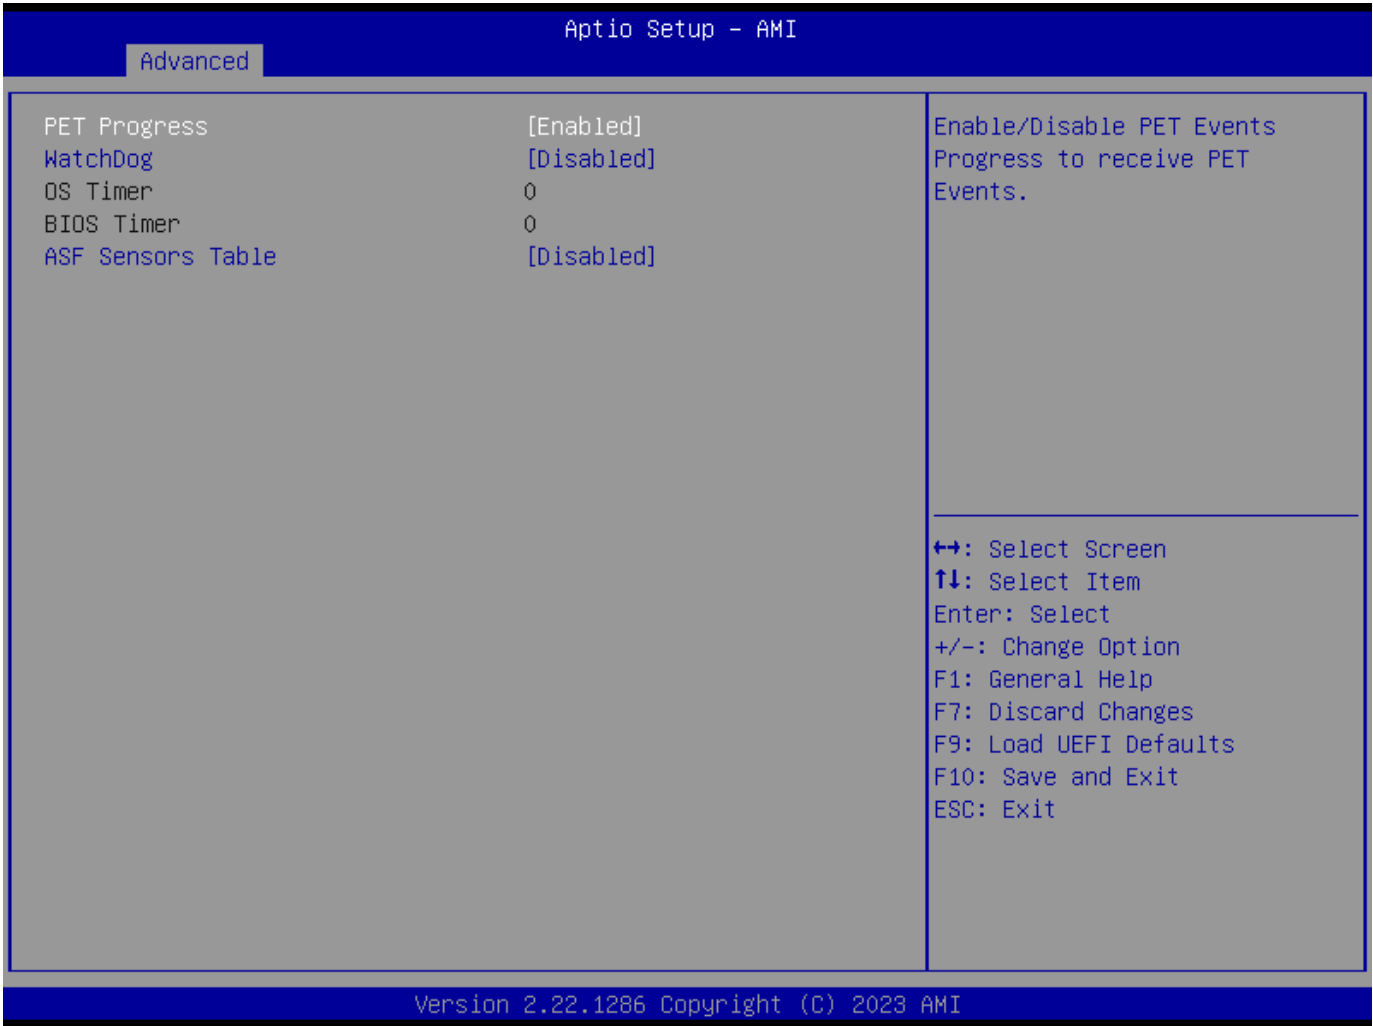 Aptio Setup – AMI
Advanced
PET Progress [Enabled]
WatchDog [Disabled]
OS Timer 0
BIOS Timer 0
ASF Sensors Table [Disabled]
Enable/Disable PET Events
Progress to receive PET
Events.
↔: Select Screen
↑↓: Select Item
Enter: Select
+/-: Change Option
F1: General Help
F7: Discard Changes
F9: Load UEFI Defaults
F10: Save and Exit
ESC: Exit
Version 2.22.1286 Copyright (C) 2023 AMI